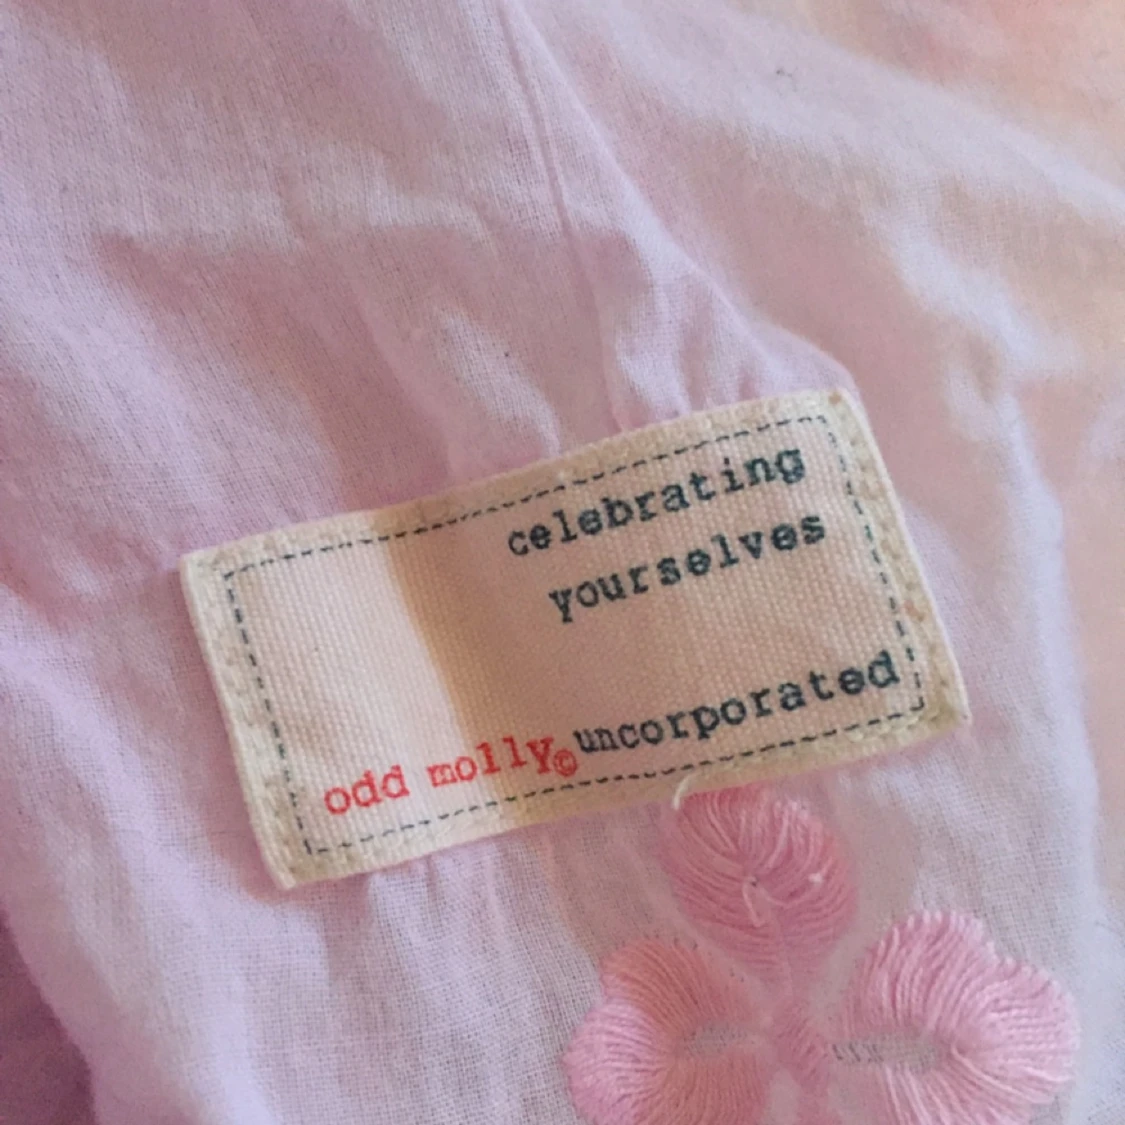 celebrating
yourselves
odd molly© uncorporated